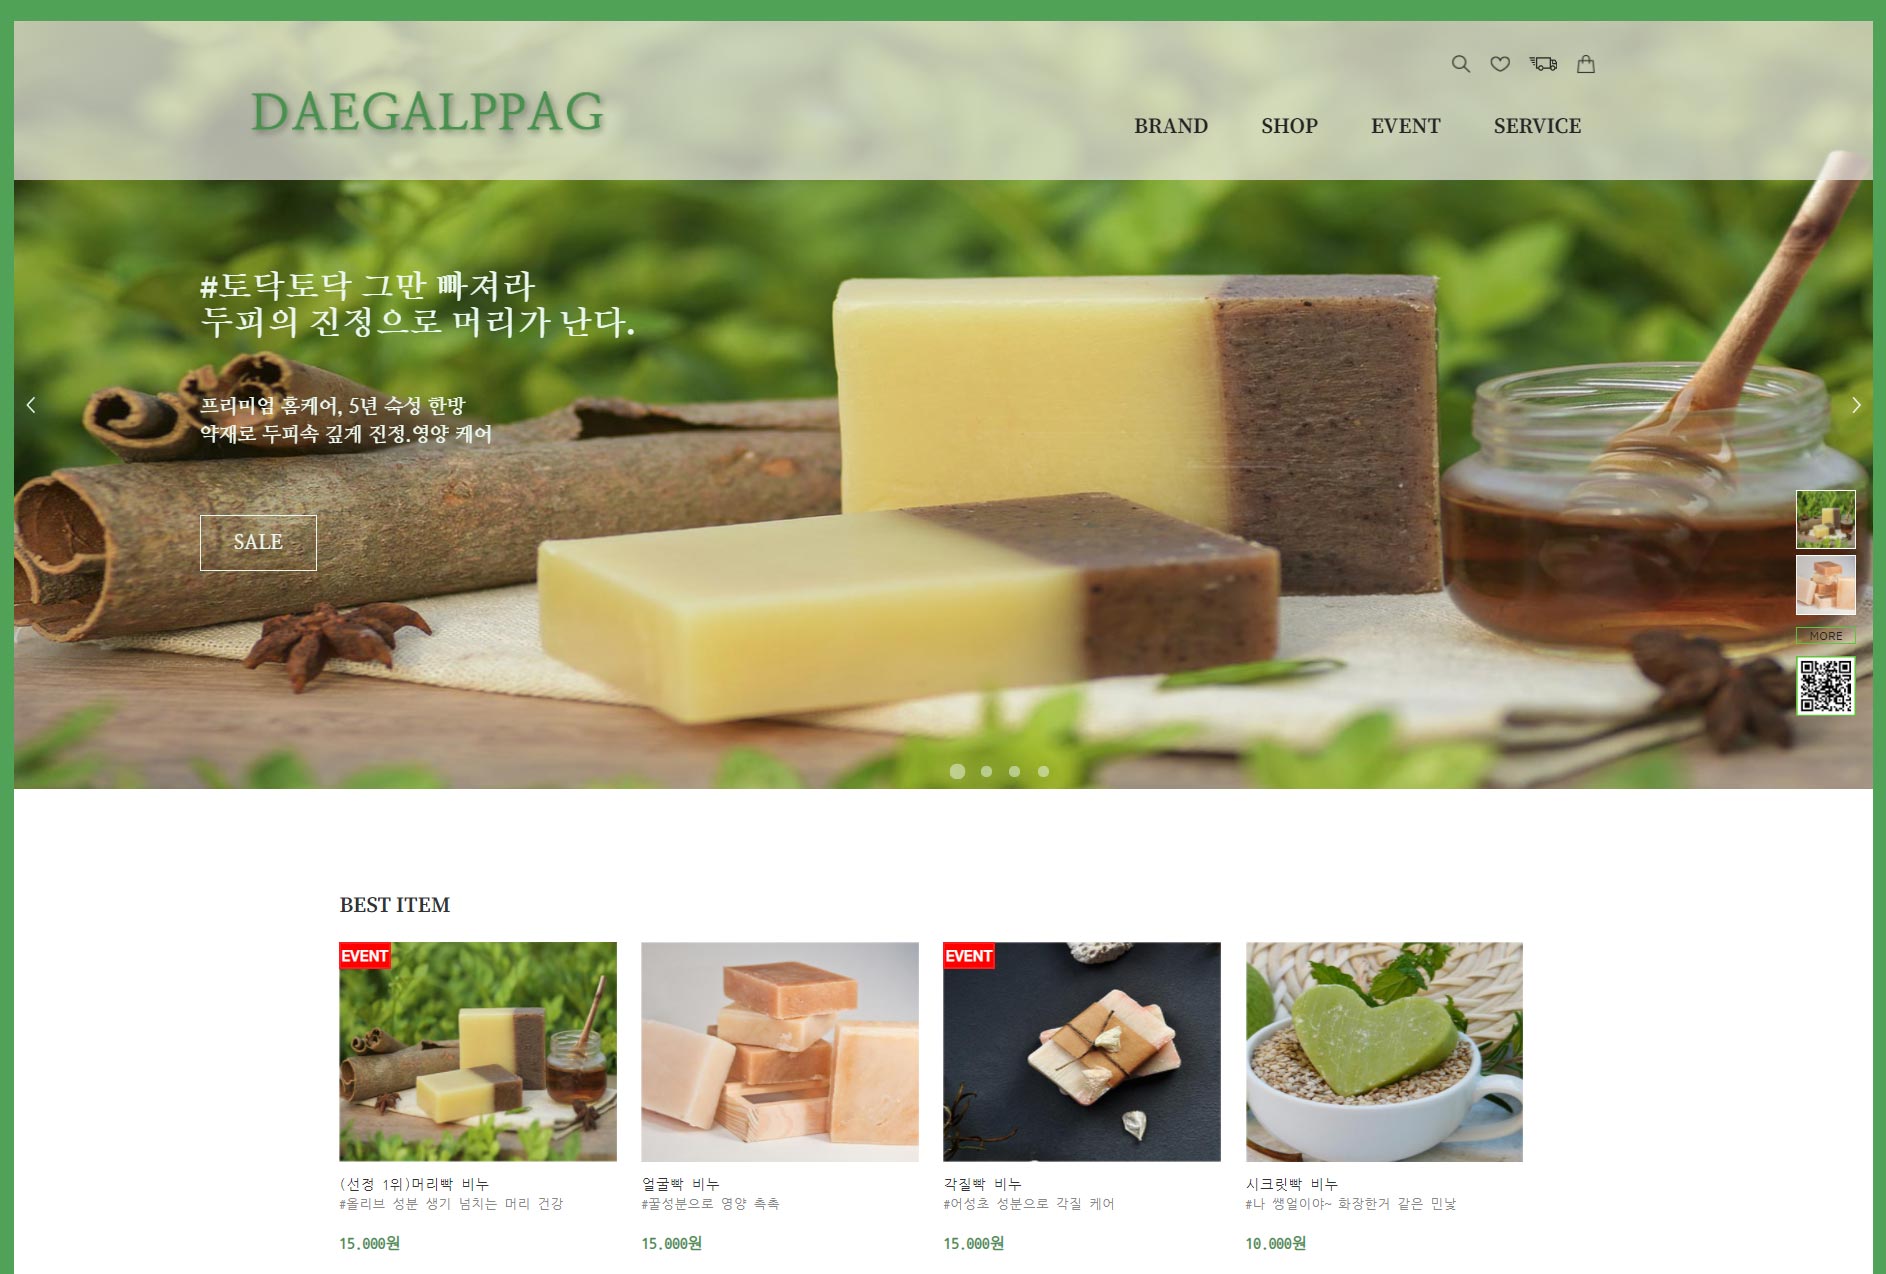 DAEGALPPAG
BRAND SHOP EVENT SERVICE
#토닥토닥 그만 빠져라
두피의 진정으로 머리가 난다.
프리미엄 홈케어, 5년 숙성 한방
약재로 두피속 깊게 진정.영양 케어
SALE
MORE
BEST ITEM
EVENT
EVENT
(선정 1위)머리빡 비누
#올리브 성분 생기 넘치는 머리 건강
15.000원
얼굴빡 비누
#꿀성분으로 영양 촉촉
15.000원
각질빡 비누
#어성초 성분으로 각질 케어
15.000원
시크릿빡 비누
#나 쌩얼이야~ 화장한거 같은 민낯
10.000원